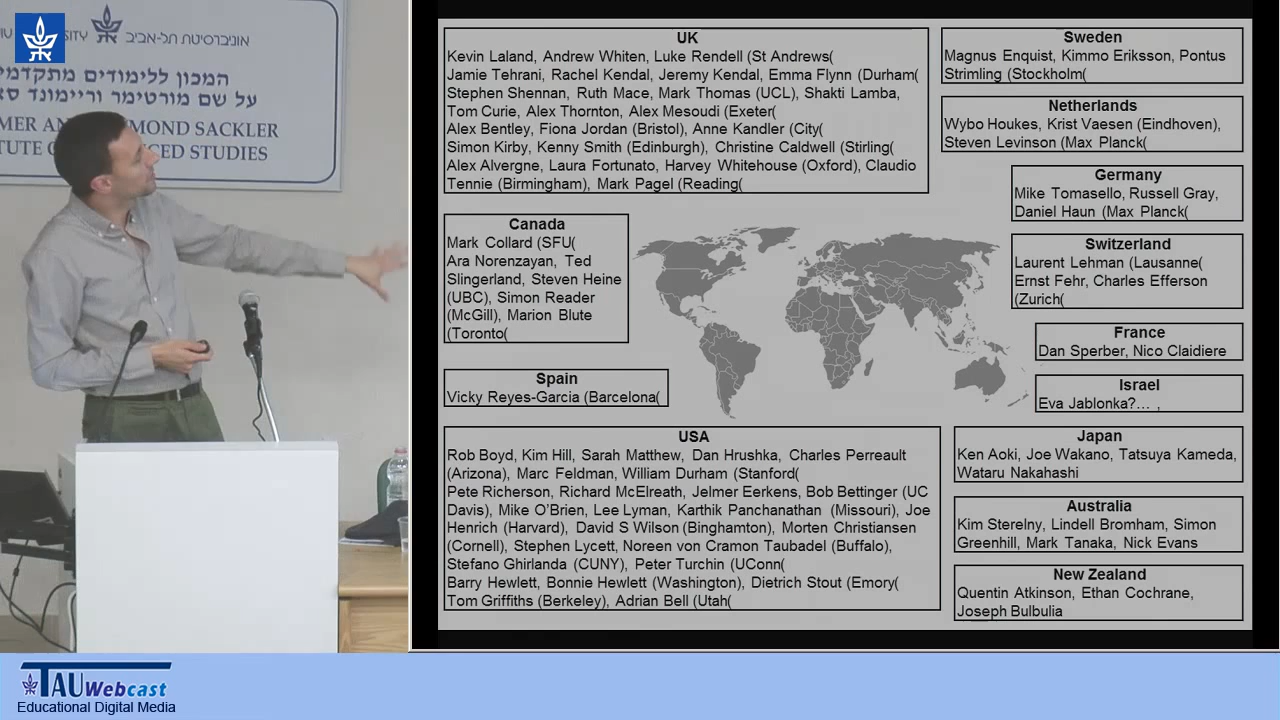 SITY אוניברסיטת תל-אביב
המכון ללימודים מתקדמי
על שם מורטימר וריימונד סא
MER AN MOND SACKLER
TUTE CED STUDIES
UK
Kevin Laland, Andrew Whiten, Luke Rendell (St Andrews(
Jamie Tehrani, Rachel Kendal, Jeremy Kendal, Emma Flynn (Durham(
Stephen Shennan, Ruth Mace, Mark Thomas (UCL), Shakti Lamba,
Tom Curie, Alex Thornton, Alex Mesoudi (Exeter(
Alex Bentley, Fiona Jordan (Bristol), Anne Kandler (City(
Simon Kirby, Kenny Smith (Edinburgh), Christine Caldwell (Stirling(
Alex Alvergne, Laura Fortunato, Harvey Whitehouse (Oxford), Claudio
Tennie (Birmingham), Mark Pagel (Reading(
Sweden
Magnus Enquist, Kimmo Eriksson, Pontus
Strimling (Stockholm(
Netherlands
Wybo Houkes, Krist Vaesen (Eindhoven),
Steven Levinson (Max Planck(
Germany
Mike Tomasello, Russell Gray,
Daniel Haun (Max Planck(
Canada
Mark Collard (SFU(
Ara Norenzayan, Ted
Slingerland, Steven Heine
(UBC), Simon Reader
(McGill), Marion Blute
(Toronto(
Switzerland
Laurent Lehman (Lausanne(
Ernst Fehr, Charles Efferson
(Zurich(
France
Dan Sperber, Nico Claidiere
Spain
Vicky Reyes-Garcia (Barcelona(
Israel
Eva Jablonka?... ,
USA
Rob Boyd, Kim Hill, Sarah Matthew, Dan Hrushka, Charles Perreault
(Arizona), Marc Feldman, William Durham (Stanford(
Pete Richerson, Richard McElreath, Jelmer Eerkens, Bob Bettinger (UC
Davis), Mike O'Brien, Lee Lyman, Karthik Panchanathan (Missouri), Joe
Henrich (Harvard), David S Wilson (Binghamton), Morten Christiansen
(Cornell), Stephen Lycett, Noreen von Cramon Taubadel (Buffalo),
Stefano Ghirlanda (CUNY), Peter Turchin (UConn(
Barry Hewlett, Bonnie Hewlett (Washington), Dietrich Stout (Emory(
Tom Griffiths (Berkeley), Adrian Bell (Utah(
Japan
Ken Aoki, Joe Wakano, Tatsuya Kameda,
Wataru Nakahashi
Australia
Kim Sterelny, Lindell Bromham, Simon
Greenhill, Mark Tanaka, Nick Evans
New Zealand
Quentin Atkinson, Ethan Cochrane,
Joseph Bulbulia
TAU Webcast
Educational Digital Media